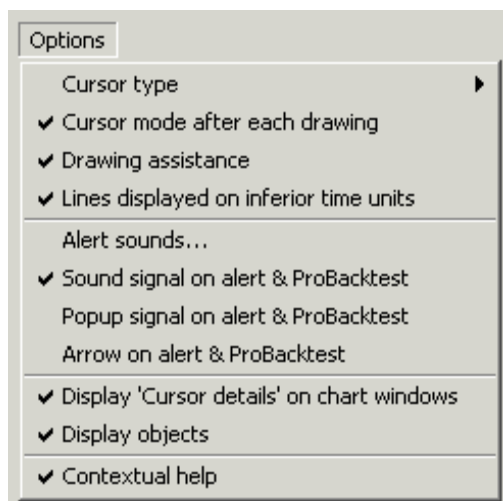 Options
Cursor type
Cursor mode after each drawing
Drawing assistance
Lines displayed on inferior time units
Alert sounds...
Sound signal on alert & ProBacktest
Popup signal on alert & ProBacktest
Arrow on alert & ProBacktest
Display 'Cursor details' on chart windows
Display objects
Contextual help